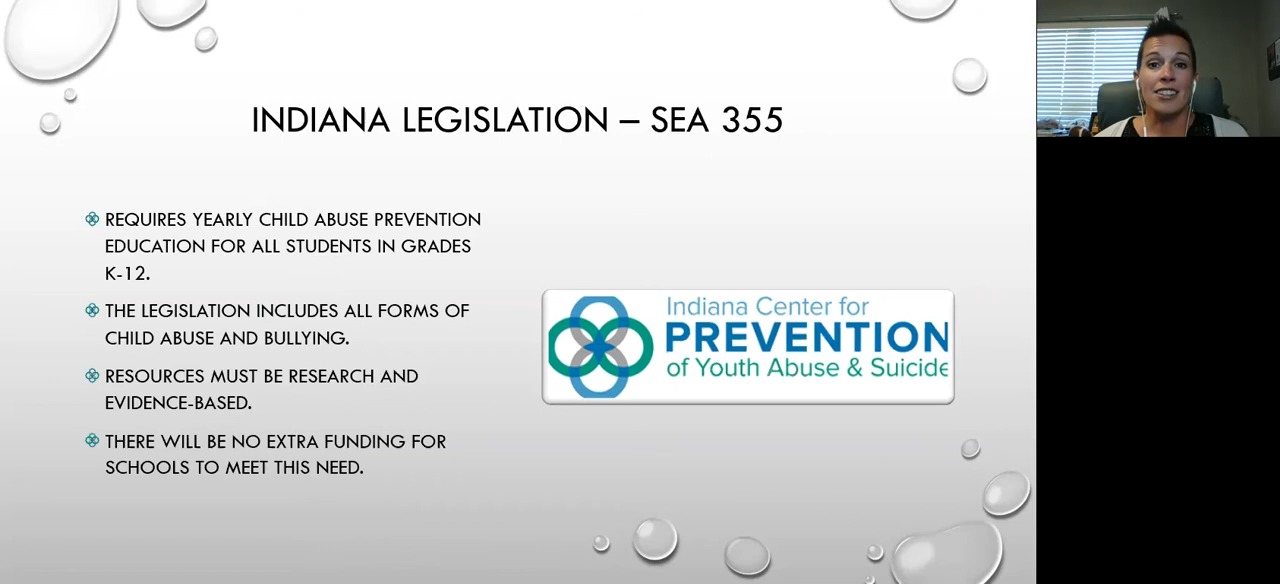 INDIANA LEGISLATION – SEA 355
REQUIRES YEARLY CHILD ABUSE PREVENTION
EDUCATION FOR ALL STUDENTS IN GRADES
K-12.
THE LEGISLATION INCLUDES ALL FORMS OF
CHILD ABUSE AND BULLYING.
RESOURCES MUST BE RESEARCH AND
EVIDENCE-BASED.
THERE WILL BE NO EXTRA FUNDING FOR
SCHOOLS TO MEET THIS NEED.
Indiana Center for
PREVENTION
of Youth Abuse & Suicide